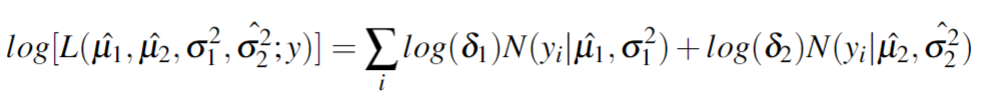 log[L(μ̂₁, μ̂₂, σ₁², σ̂₂²; y)] = ∑ᵢ log(δ₁)N(yᵢ|μ̂₁, σ₁²) + log(δ₂)N(yᵢ|μ̂₂, σ̂₂²)